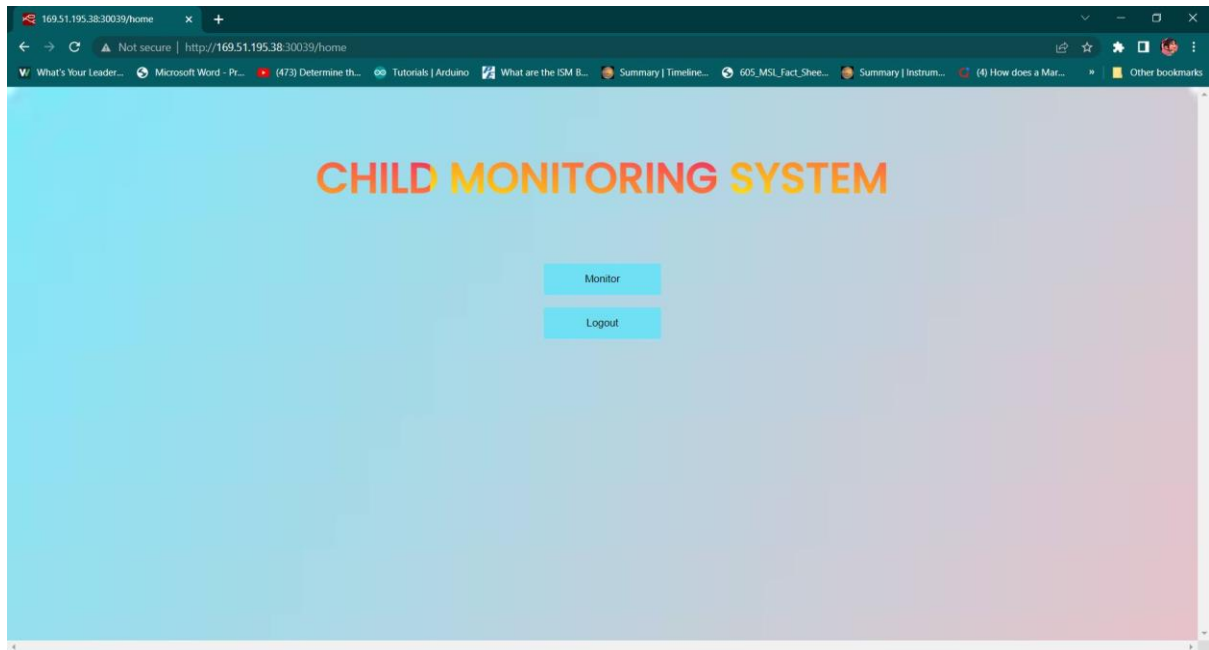 169.51.195.38:30039/home
Not secure | http://169.51.195.38:30039/home
What's Your Leader... Microsoft Word - Pr... (473) Determine th... Tutorials | Arduino What are the ISM B... Summary | Timeline... 605_MSL_Fact_Shee... Summary | Instrum... (4) How does a Mar... » Other bookmarks
CHILD MONITORING SYSTEM
Monitor
Logout